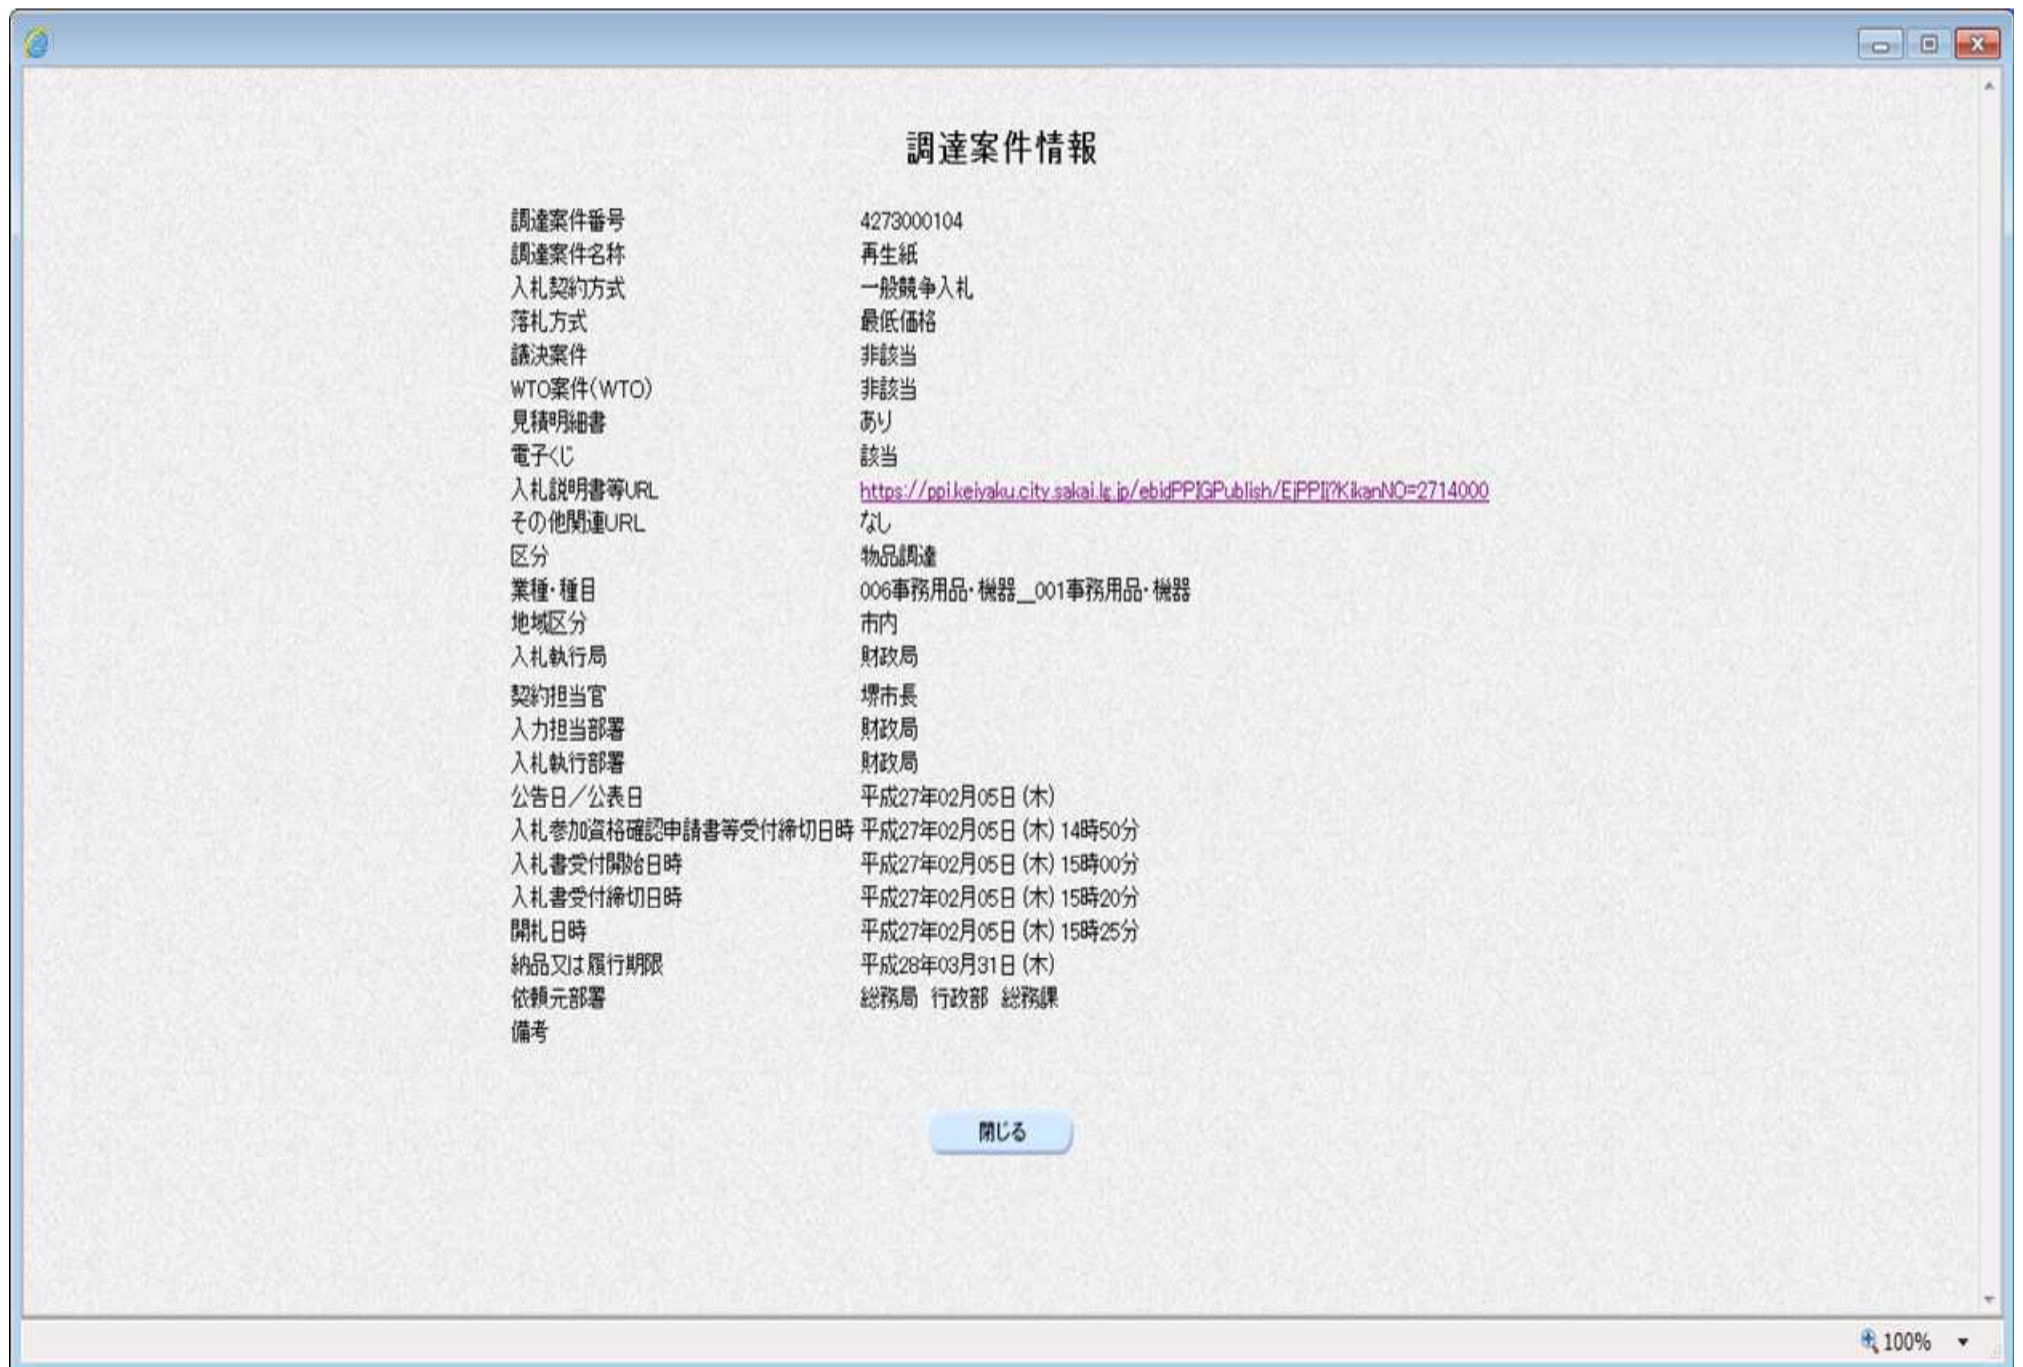 調達案件情報
調達案件番号 4273000104
調達案件名称 再生紙
入札契約方式 一般競争入札
落札方式 最低価格
議決案件 非該当
WTO案件(WTO) 非該当
見積明細書 あり
電子くじ 該当
入札説明書等URL https://ppi.keiyaku.city.sakai.lg.jp/ebidPPIGPublish/EjPPIj?KikanNO=2714000
その他関連URL なし
区分 物品調達
業種・種目 006事務用品・機器__001事務用品・機器
地域区分 市内
入札執行局 財政局
契約担当官 堺市長
入力担当部署 財政局
入札執行部署 財政局
公告日／公表日 平成27年02月05日(木)
入札参加資格確認申請書等受付締切日時 平成27年02月05日(木) 14時50分
入札書受付開始日時 平成27年02月05日(木) 15時00分
入札書受付締切日時 平成27年02月05日(木) 15時20分
開札日時 平成27年02月05日(木) 15時25分
納品又は履行期限 平成28年03月31日(木)
依頼元部署 総務局 行政部 総務課
備考
閉じる
100%